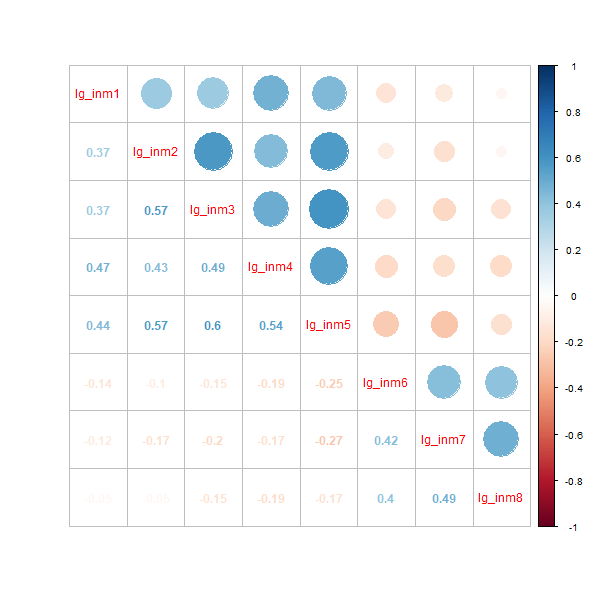 lg_inm1
0.37 lg_inm2
0.37 0.57 lg_inm3
0.47 0.43 0.49 lg_inm4
0.44 0.57 0.6 0.54 lg_inm5
-0.14 -0.1 -0.15 -0.19 -0.25 lg_inm6
-0.12 -0.17 -0.2 -0.17 -0.27 0.42 lg_inm7
-0.05 -0.05 -0.15 -0.19 -0.17 0.4 0.49 lg_inm8
1
0.8
0.6
0.4
0.2
0
-0.2
-0.4
-0.6
-0.8
-1